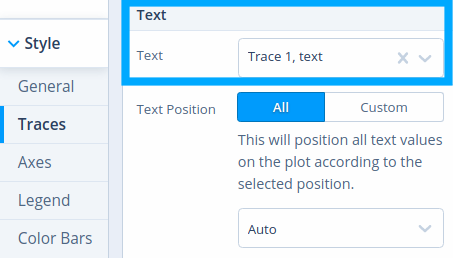 Style
General
Traces
Axes
Legend
Color Bars
Text
Text
Trace 1, text
Text Position
All
Custom
This will position all text values
on the plot according to the
selected position.
Auto